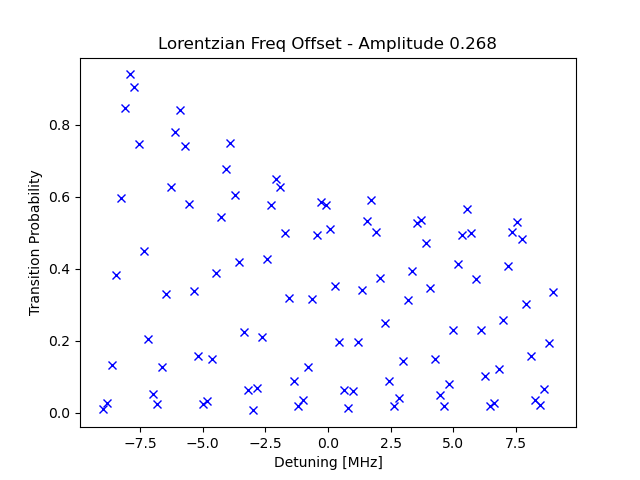 Lorentzian Freq Offset - Amplitude 0.268
Transition Probability
0.8
0.6
0.4
0.2
0.0
−7.5 −5.0 −2.5 0.0 2.5 5.0 7.5
Detuning [MHz]